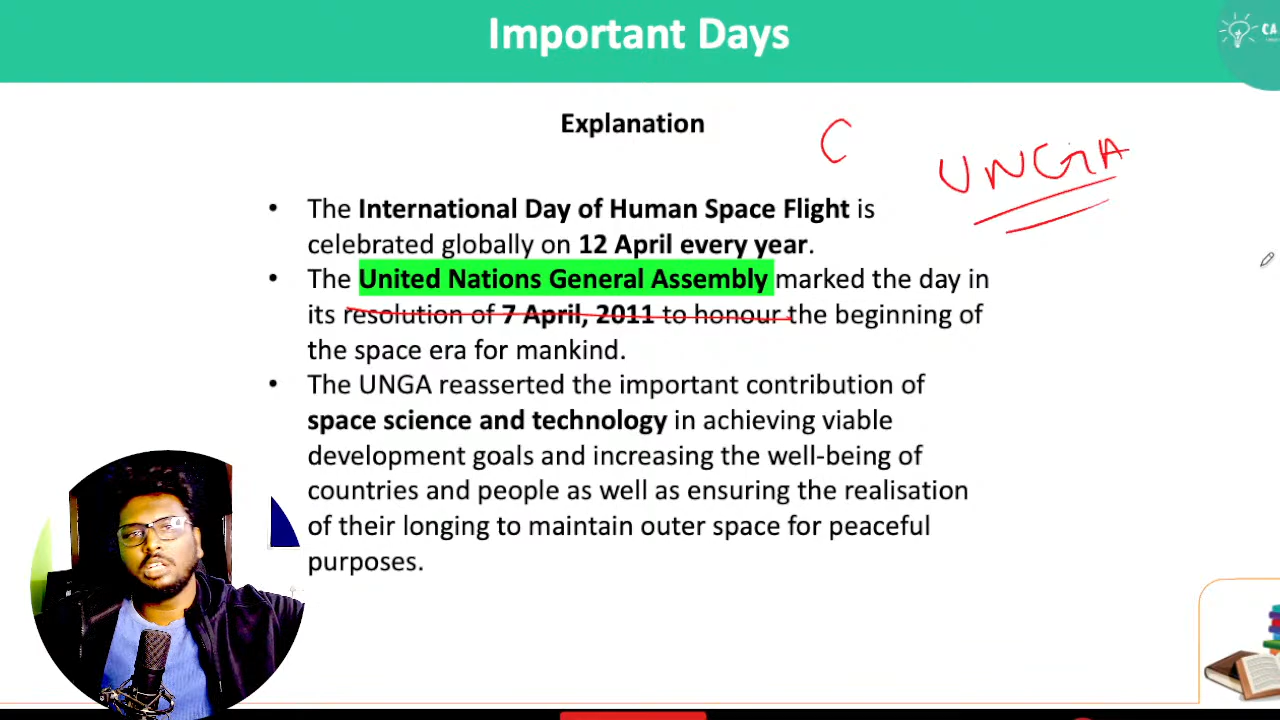 Important Days
CA
Explanation
C
UNGA
• The International Day of Human Space Flight is
celebrated globally on 12 April every year.
• The United Nations General Assembly marked the day in
its resolution of 7 April, 2011 to honour the beginning of
the space era for mankind.
• The UNGA reasserted the important contribution of
space science and technology in achieving viable
development goals and increasing the well-being of
countries and people as well as ensuring the realisation
of their longing to maintain outer space for peaceful
purposes.